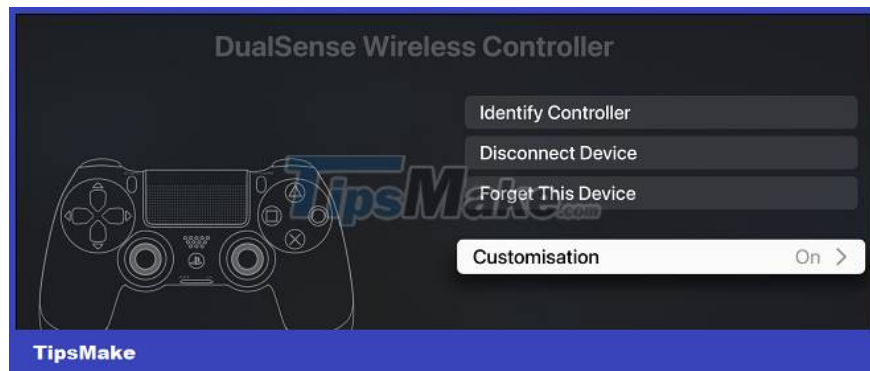 DualSense Wireless Controller
Identify Controller
Disconnect Device
Forget This Device
TipsMake.com
Customisation On
TipsMake